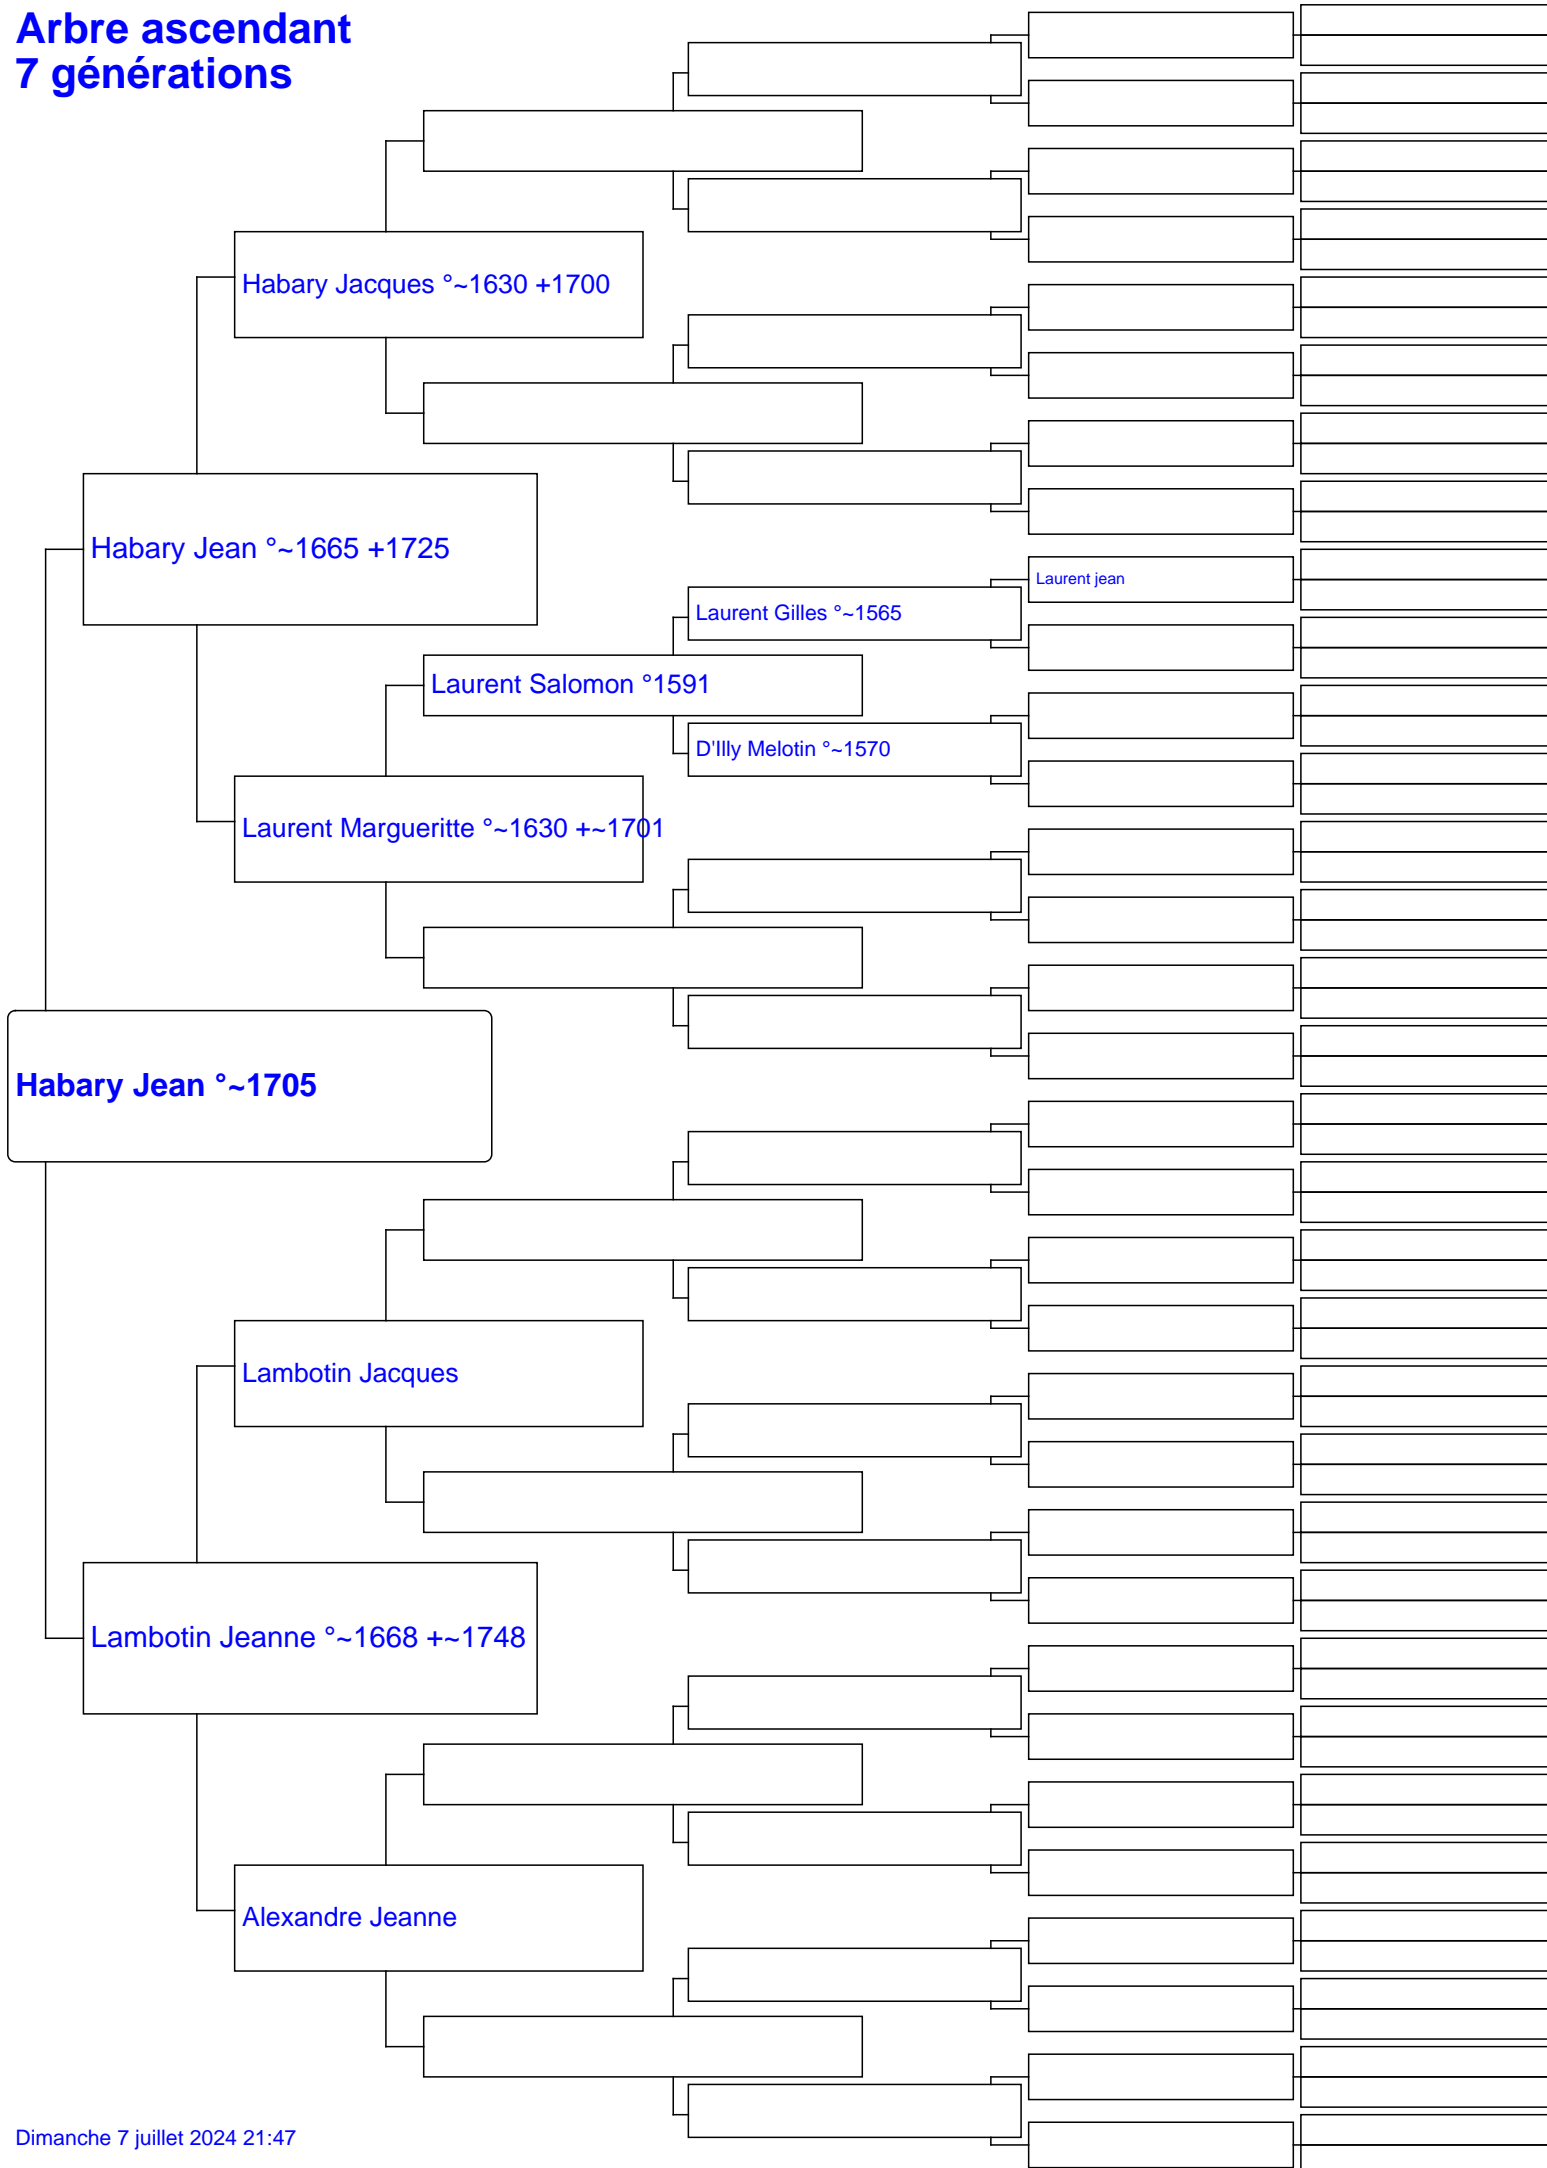 Arbre ascendant
7 générations
Habary Jacques °~1630 +1700
Habary Jean °~1665 +1725
Laurent jean
Laurent Gilles °~1565
Laurent Salomon °1591
D'Illy Melotin °~1570
Laurent Margueritte °~1630 +~1701
Habary Jean °~1705
Lambotin Jacques
Lambotin Jeanne °~1668 +~1748
Alexandre Jeanne
Dimanche 7 juillet 2024 21:47